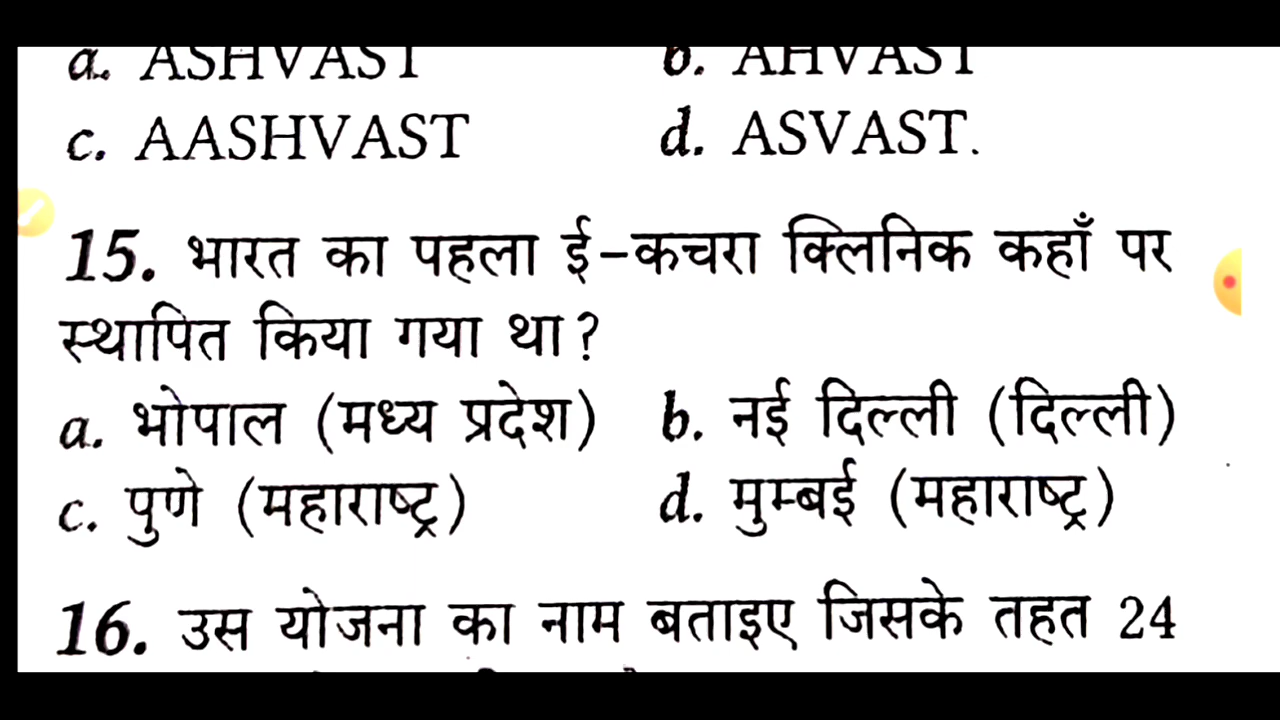 a. ASHVAST b. AHVAST
c. AASHVAST d. ASVAST.
15. भारत का पहला ई-कचरा क्लिनिक कहाँ पर
स्थापित किया गया था?
a. भोपाल (मध्य प्रदेश) b. नई दिल्ली (दिल्ली)
c. पुणे (महाराष्ट्र) d. मुम्बई (महाराष्ट्र)
16. उस योजना का नाम बताइए जिसके तहत 24